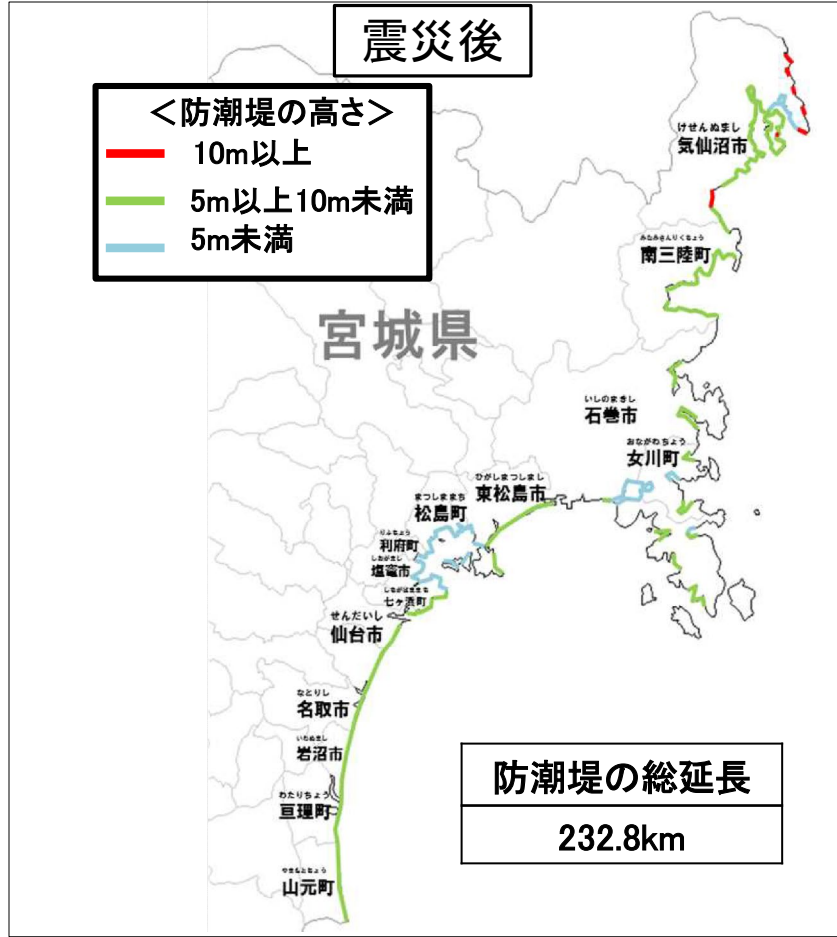 震災後
＜防潮堤の高さ＞
10m以上
5m以上10m未満
5m未満
けせんぬまし
気仙沼市
みなみさんりくちょう
南三陸町
宮城県
いしのまきし
石巻市
おながわちょう
女川町
ひがしまつしまし
東松島市
まつしままち
松島町
りふちょう
利府町
しおがまし
塩竈市
しちがはままち
七ヶ浜町
せんだいし
仙台市
なとりし
名取市
いわぬまし
岩沼市
わたりちょう
亘理町
やまもとちょう
山元町
防潮堤の総延長
232.8km